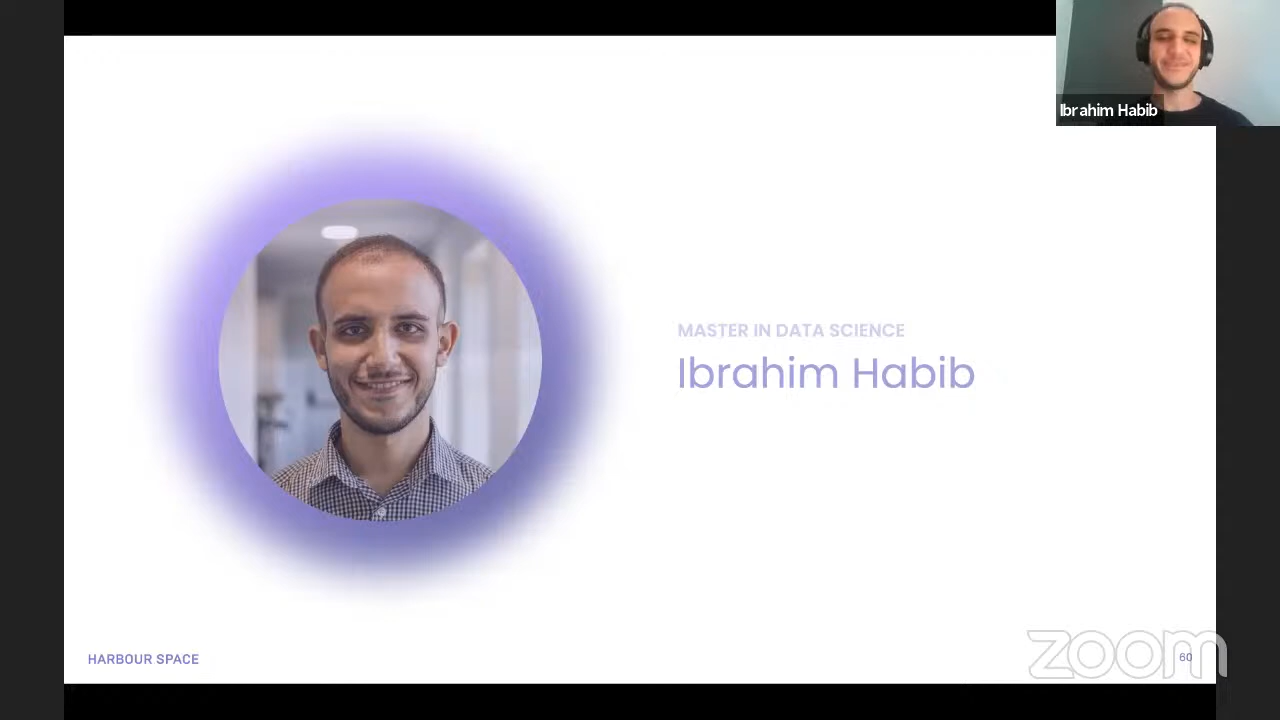 Ibrahim Habib
MASTER IN DATA SCIENCE
Ibrahim Habib
HARBOUR SPACE
zoom
60